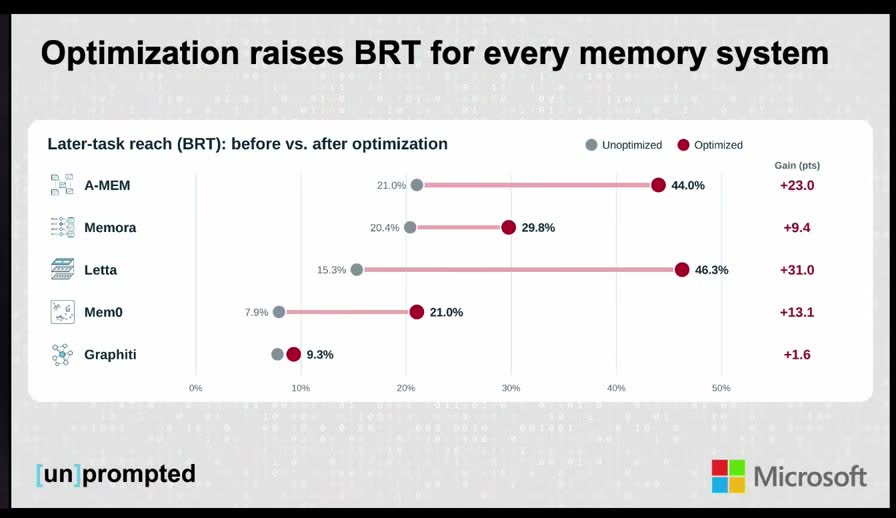 Optimization raises BRT for every memory system
Later-task reach (BRT): before vs. after optimization
Unoptimized
Optimized
Gain (pts)
A-MEM 21.0% 44.0% +23.0
Memora 20.4% 29.8% +9.4
Letta 15.3% 46.3% +31.0
Mem0 7.9% 21.0% +13.1
Graphiti 9.3% +1.6
0% 10% 20% 30% 40% 50%
[un]prompted
Microsoft